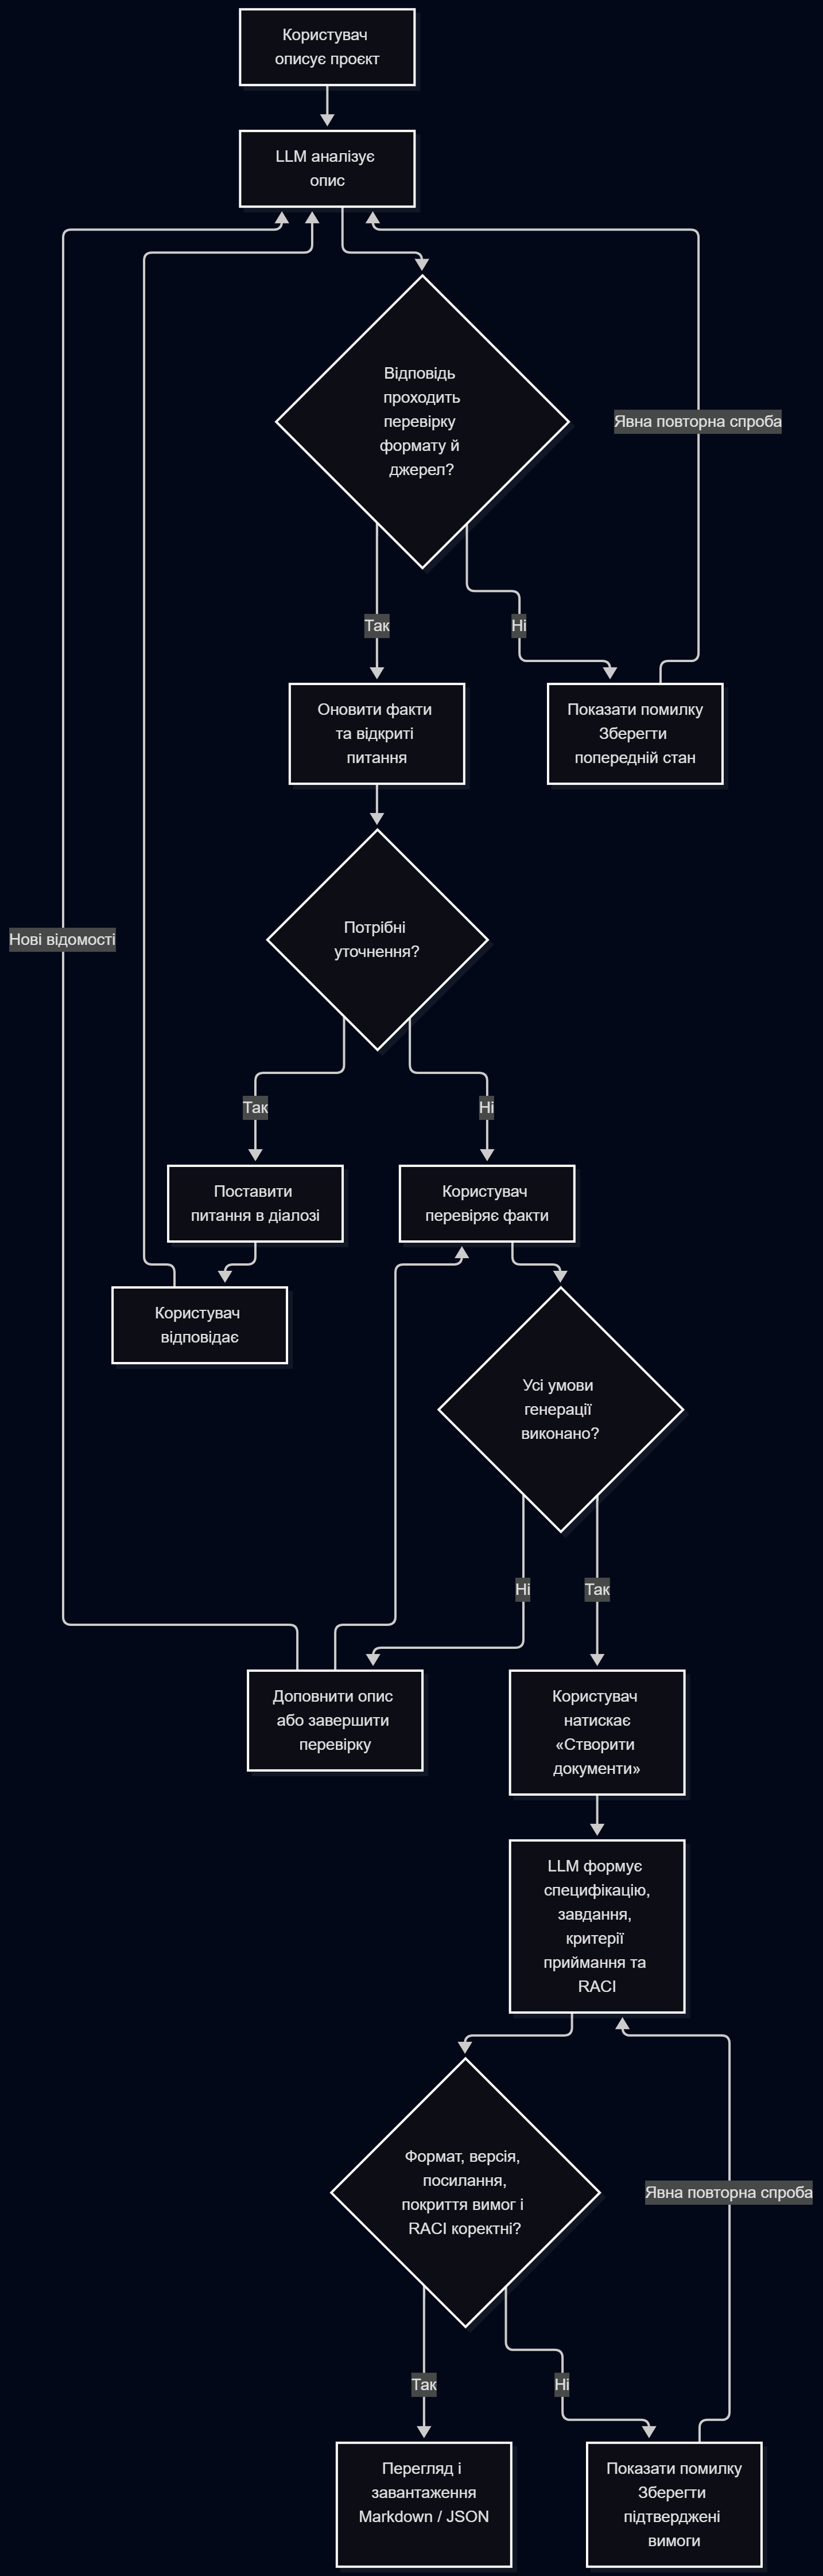 Користувач
описує проєкт
LLM аналізує
опис
Відповідь
проходить
перевірку
формату й
джерел?
Явна повторна спроба
Так
Ні
Оновити факти
та відкриті
питання
Показати помилку
Зберегти
попередній стан
Потрібні
уточнення?
Нові відомості
Так
Ні
Поставити
питання в діалозі
Користувач
перевіряє факти
Користувач
відповідає
Усі умови
генерації
виконано?
Ні
Так
Доповнити опис
або завершити
перевірку
Користувач
натискає
«Створити
документи»
LLM формує
специфікацію,
завдання,
критерії
приймання та
RACI
Формат, версія,
посилання,
покриття вимог і
RACI коректні?
Явна повторна спроба
Так
Ні
Перегляд і
завантаження
Markdown / JSON
Показати помилку
Зберегти
підтверджені
вимоги